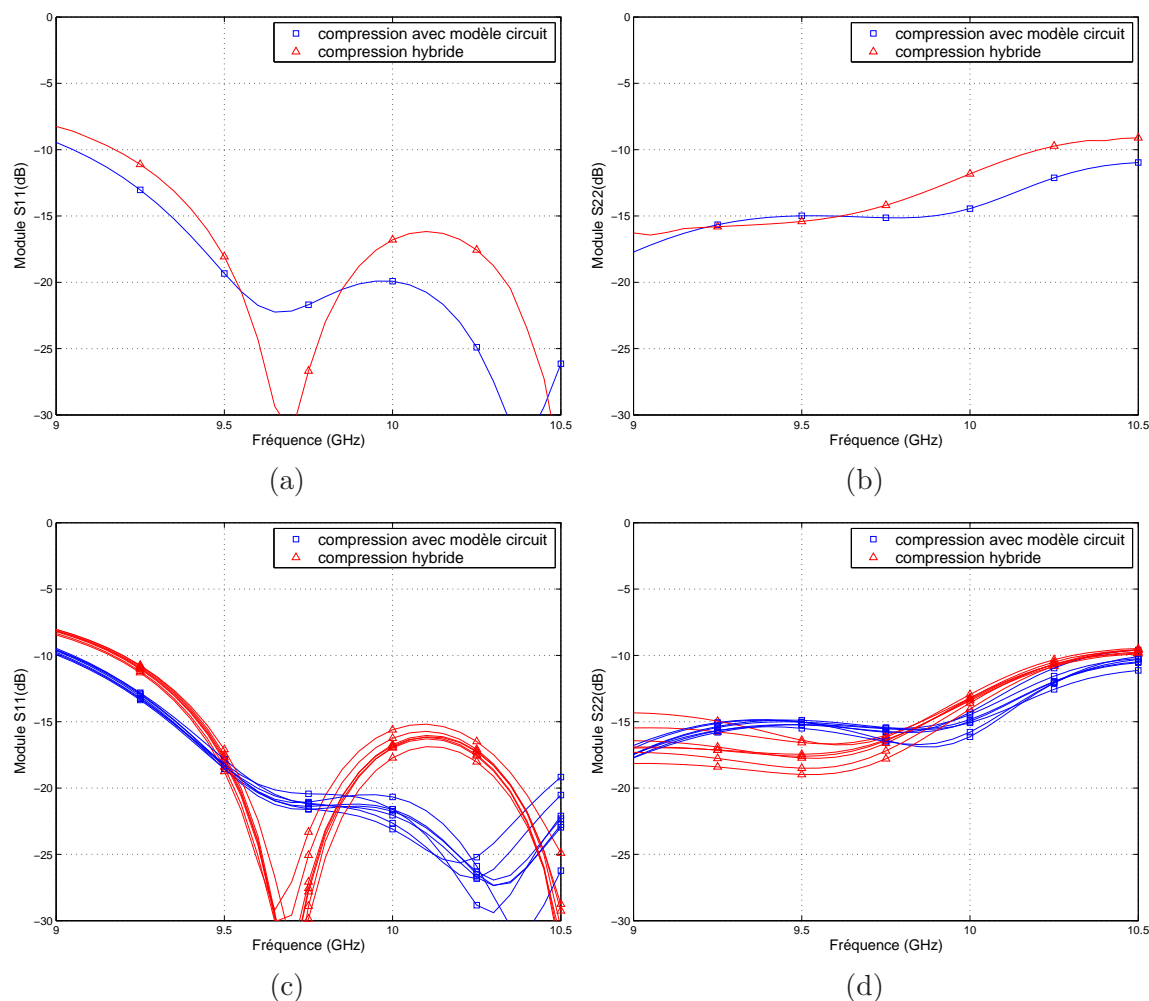 0
−5
−10
−15
−20
−25
−30
9
9.5
10
10.5
Module S11(dB)
Fréquence (GHz)
compression avec modèle circuit
compression hybride
(a)
0
−5
−10
−15
−20
−25
−30
9
9.5
10
10.5
Module S22(dB)
Fréquence (GHz)
compression avec modèle circuit
compression hybride
(b)
0
−5
−10
−15
−20
−25
−30
9
9.5
10
10.5
Module S11(dB)
Fréquence (GHz)
compression avec modèle circuit
compression hybride
(c)
0
−5
−10
−15
−20
−25
−30
9
9.5
10
10.5
Module S22(dB)
Fréquence (GHz)
compression avec modèle circuit
compression hybride
(d)